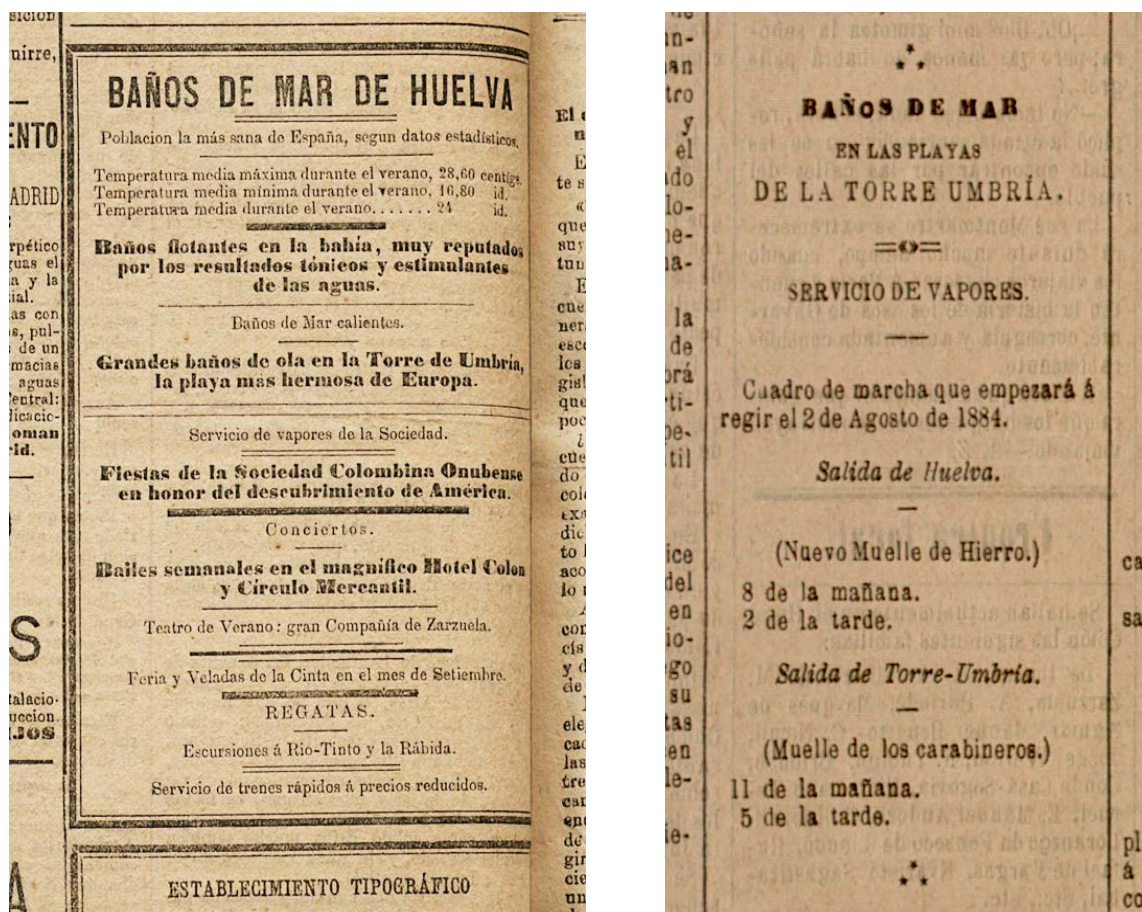 BAÑOS DE MAR DE HUELVA
Poblacion la más sana de España, segun datos estadísticos.
Temperatura media máxima durante el verano, 28,60 centigs.
Temperatura media mínima durante el verano, 16,80 id.
Temperatura media durante el verano....... 24 id.
Baños flotantes en la bahía, muy reputados
por los resultados tónicos y estimulantes
de las aguas.
Baños de Mar calientes.
Grandes baños de ola en la Torre de Umbría,
la playa mas hermosa de Europa.
Servicio de vapores de la Sociedad.
Fiestas de la Sociedad Colombina Onubense
en honor del descubrimiento de América.
Conciertos.
Bailes semanales en el magnífico Hotel Colon
y Círculo Mercantil.
Teatro de Verano: gran Compañía de Zarzuela.
Feria y Veladas de la Cinta en el mes de Setiembre.
REGATAS.
Escursiones á Rio-Tinto y la Rábida.
Servicio de trenes rápidos á precios reducidos.
ESTABLECIMIENTO TIPOGRÁFICO
BAÑOS DE MAR
EN LAS PLAYAS
DE LA TORRE UMBRÍA.
SERVICIO DE VAPORES.
Cuadro de marcha que empezará á
regir el 2 de Agosto de 1884.
Salida de Huelva.
(Nuevo Muelle de Hierro.)
8 de la mañana.
2 de la tarde.
Salida de Torre-Umbría.
(Muelle de los carabineros.)
11 de la mañana.
5 de la tarde.